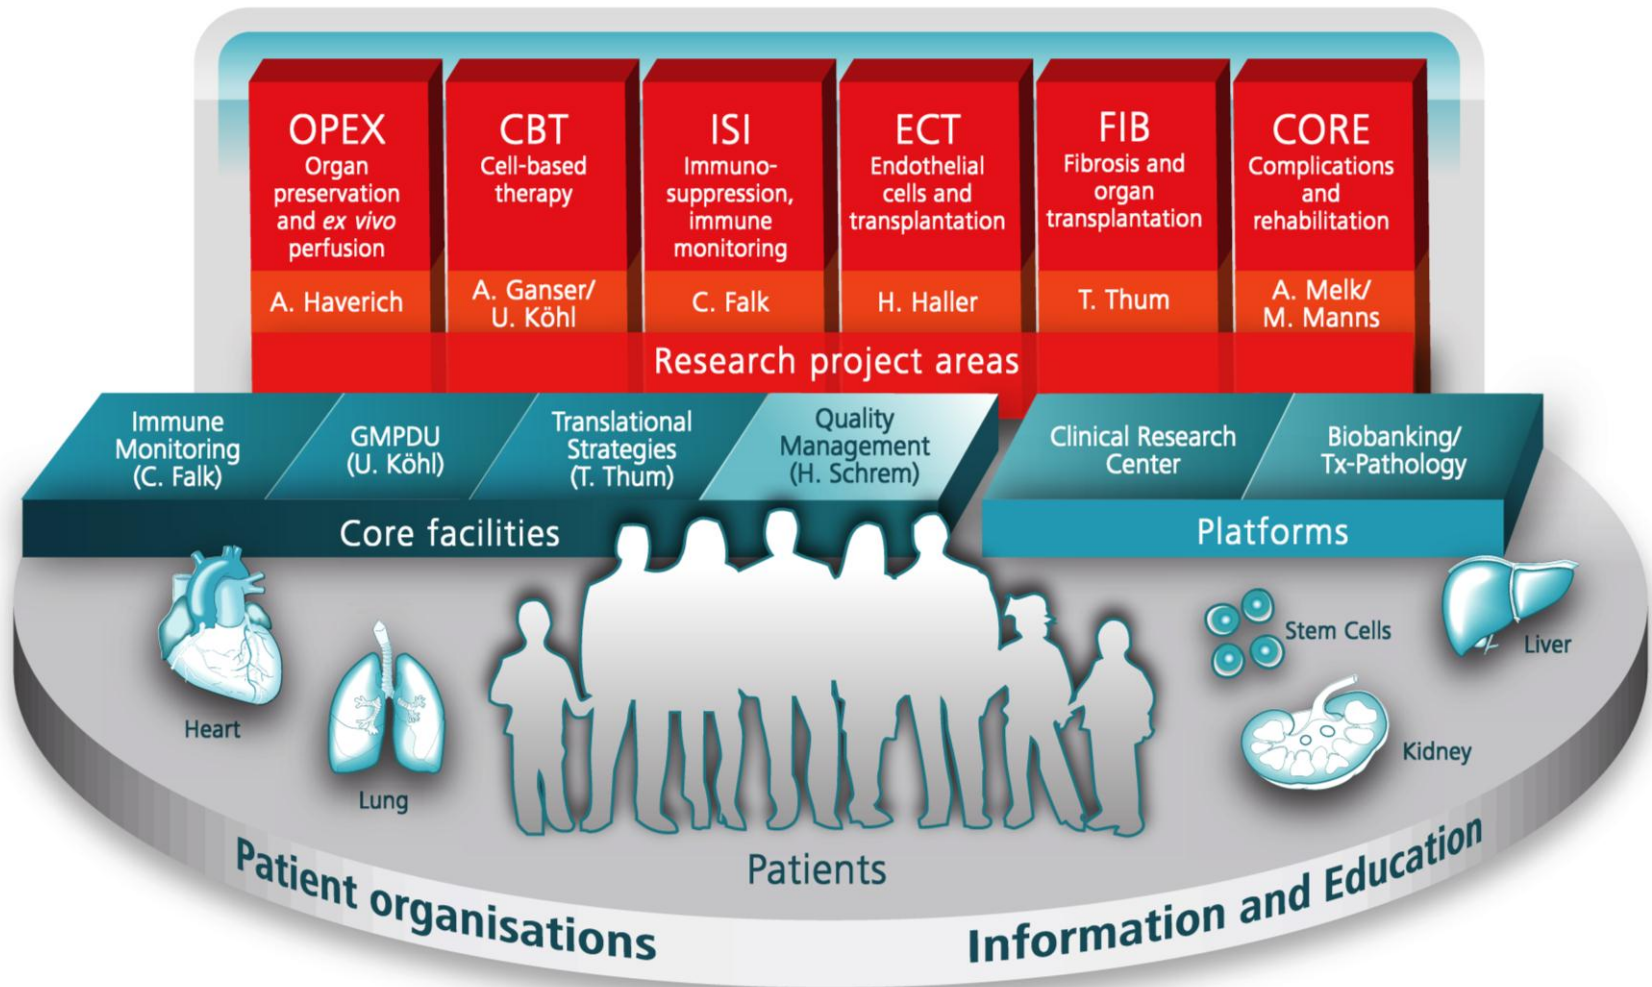 OPEX
Organ
preservation
and ex vivo
perfusion
A. Haverich
CBT
Cell-based
therapy
A. Ganser/
U. Köhl
ISI
Immuno-
suppression,
immune
monitoring
C. Falk
ECT
Endothelial
cells and
transplantation
H. Haller
FIB
Fibrosis and
organ
transplantation
T. Thum
CORE
Complications
and
rehabilitation
A. Melk/
M. Manns
Research project areas
Immune
Monitoring
(C. Falk)
GMPDU
(U. Köhl)
Translational
Strategies
(T. Thum)
Quality
Management
(H. Schrem)
Core facilities
Clinical Research
Center
Biobanking/
Tx-Pathology
Platforms
Heart
Lung
Stem Cells
Liver
Kidney
Patients
Patient organisations
Information and Education